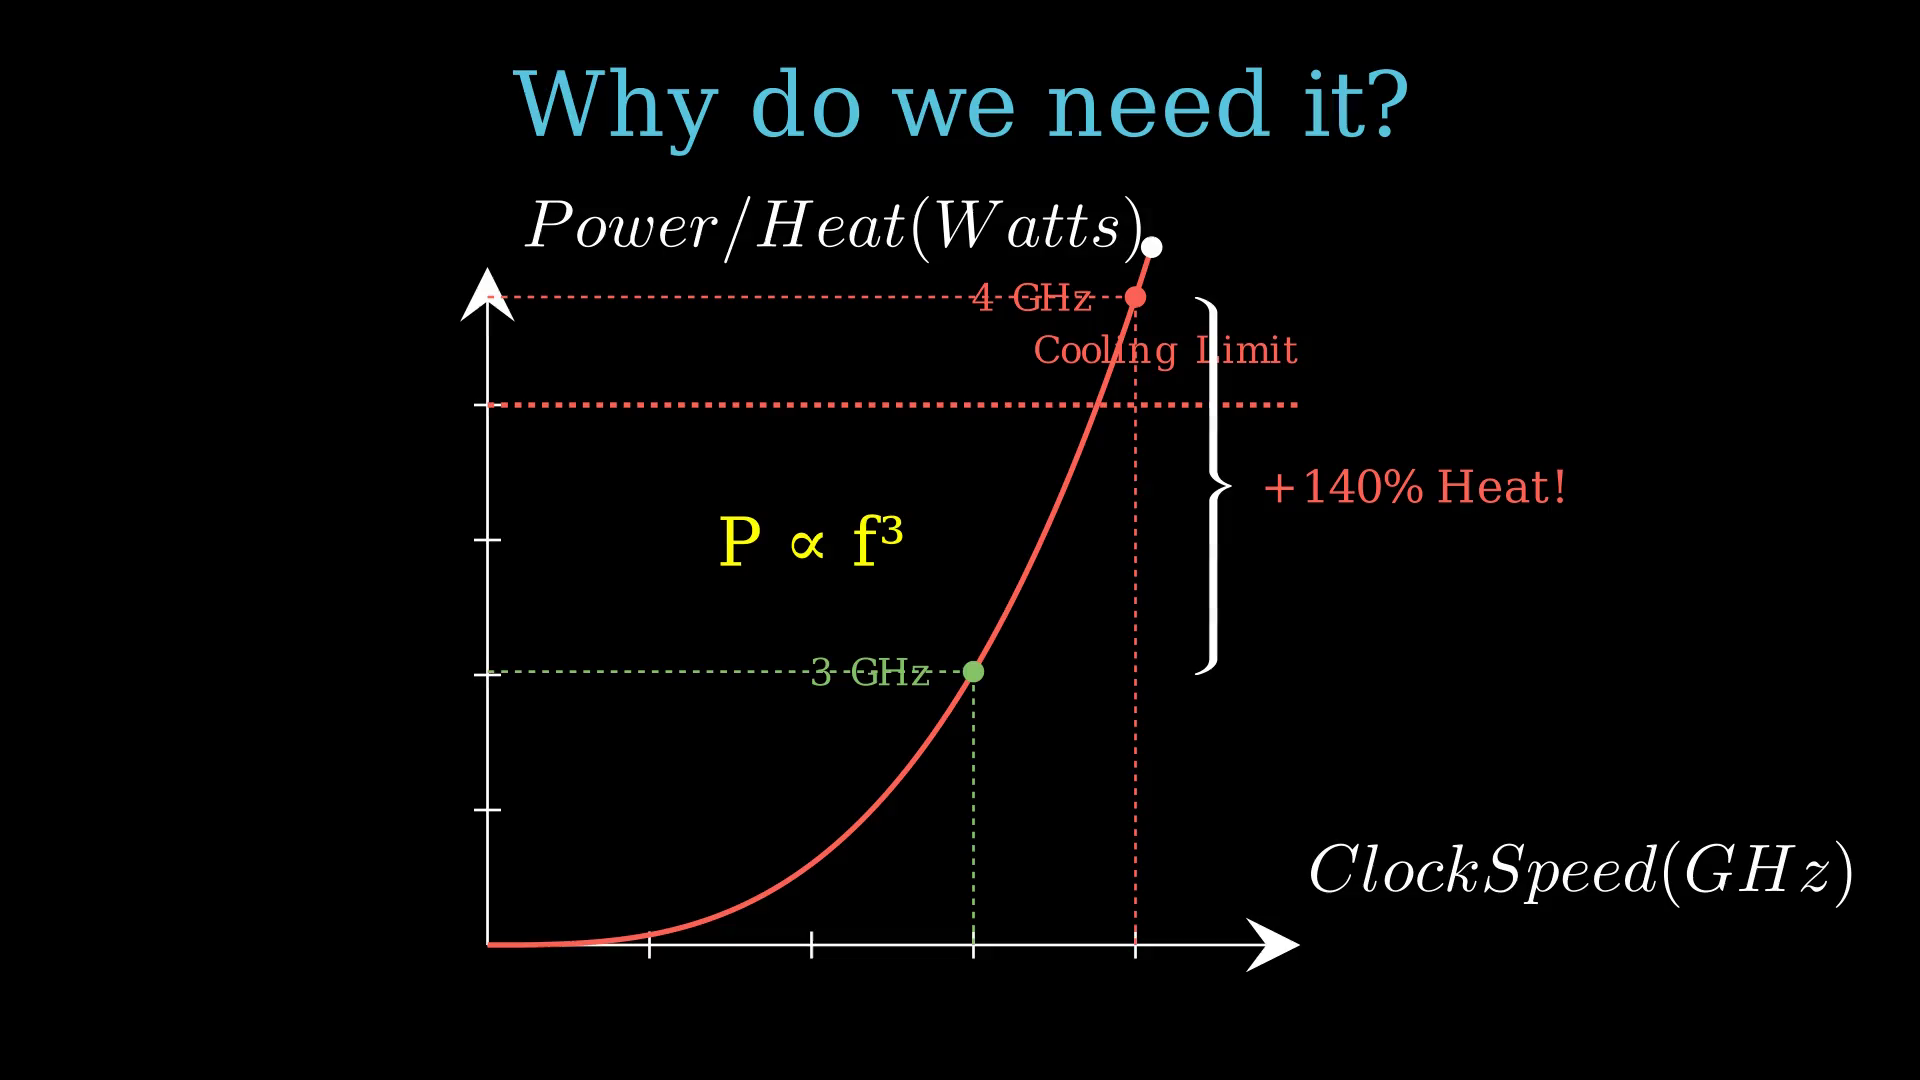 Why do we need it?
Power/Heat(Watts)
4 GHz
Cooling Limit
+140% Heat!
P ∝ f³
3 GHz
ClockSpeed(GHz)